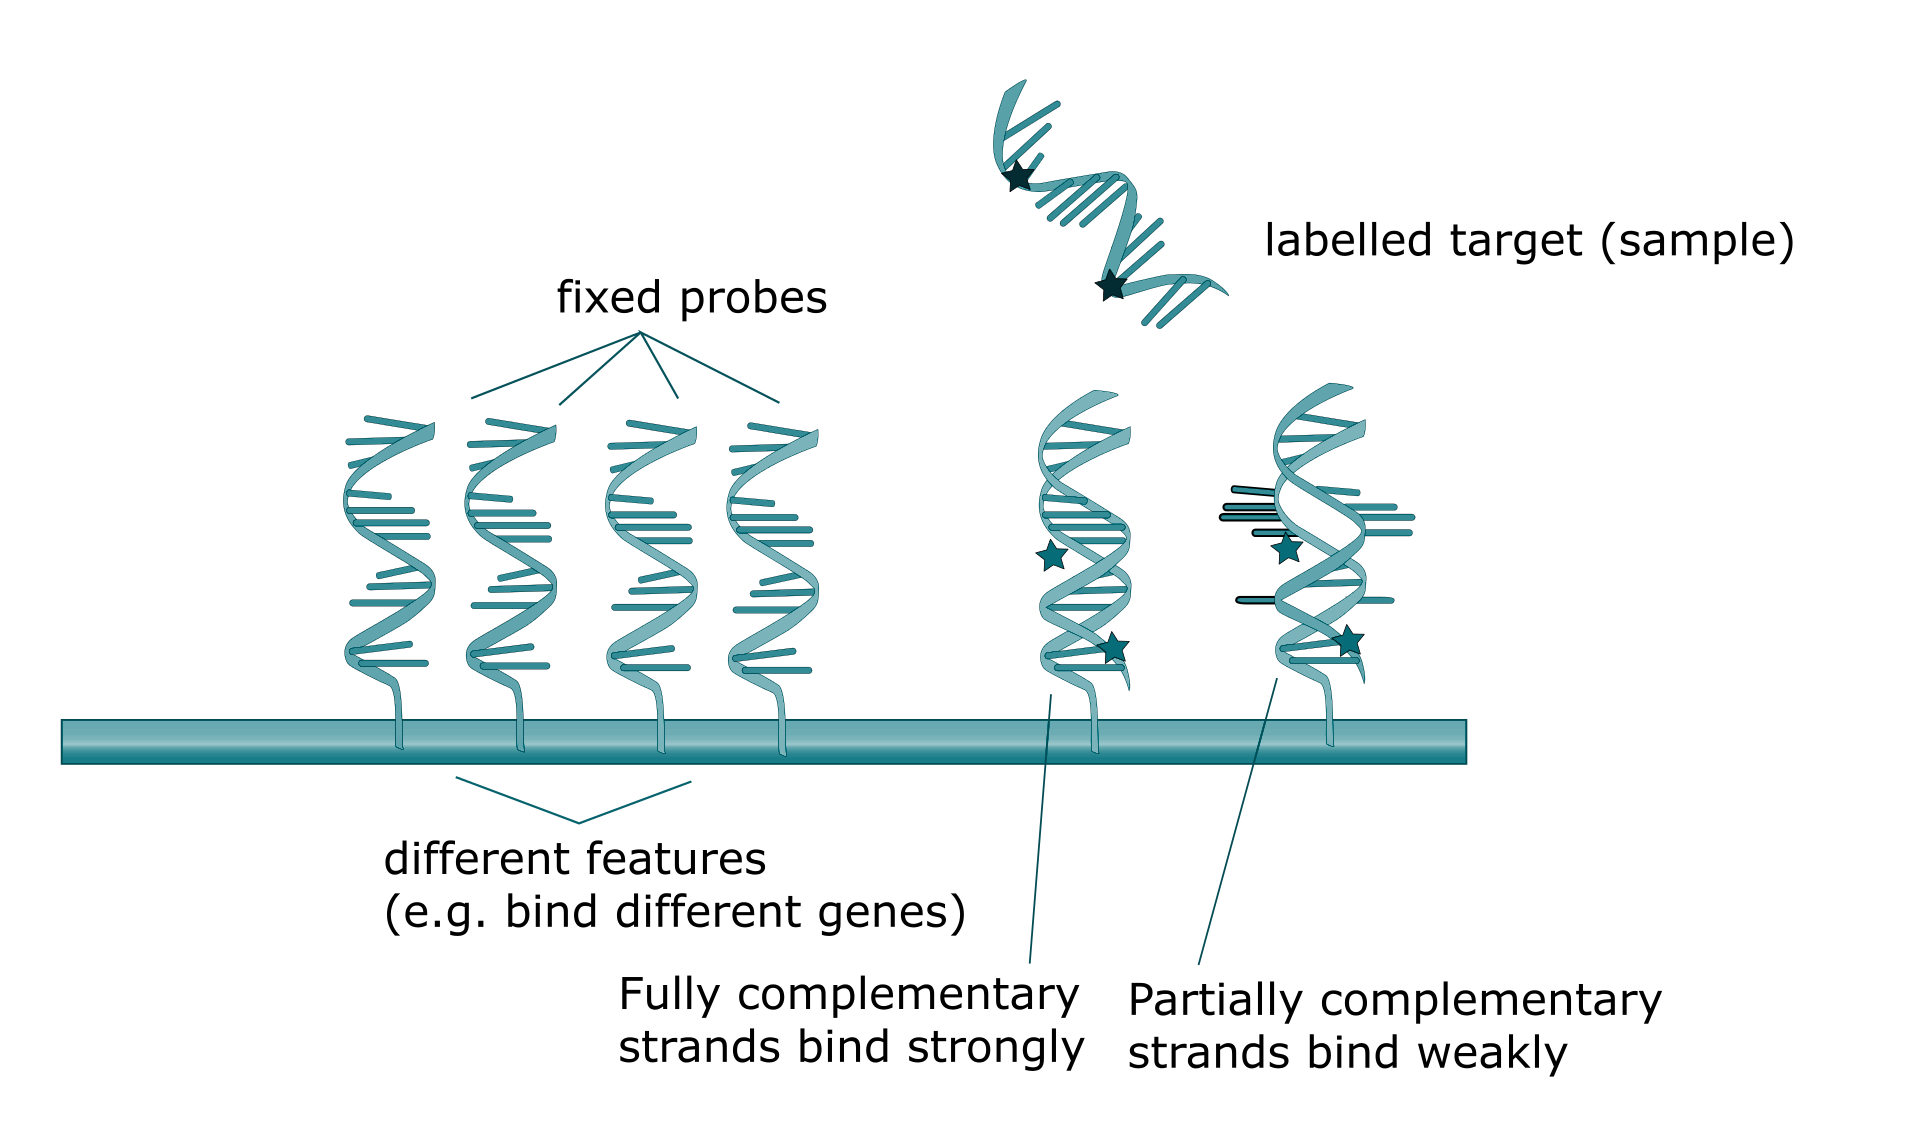 labelled target (sample)
fixed probes
different features
(e.g. bind different genes)
Fully complementary
strands bind strongly
Partially complementary
strands bind weakly